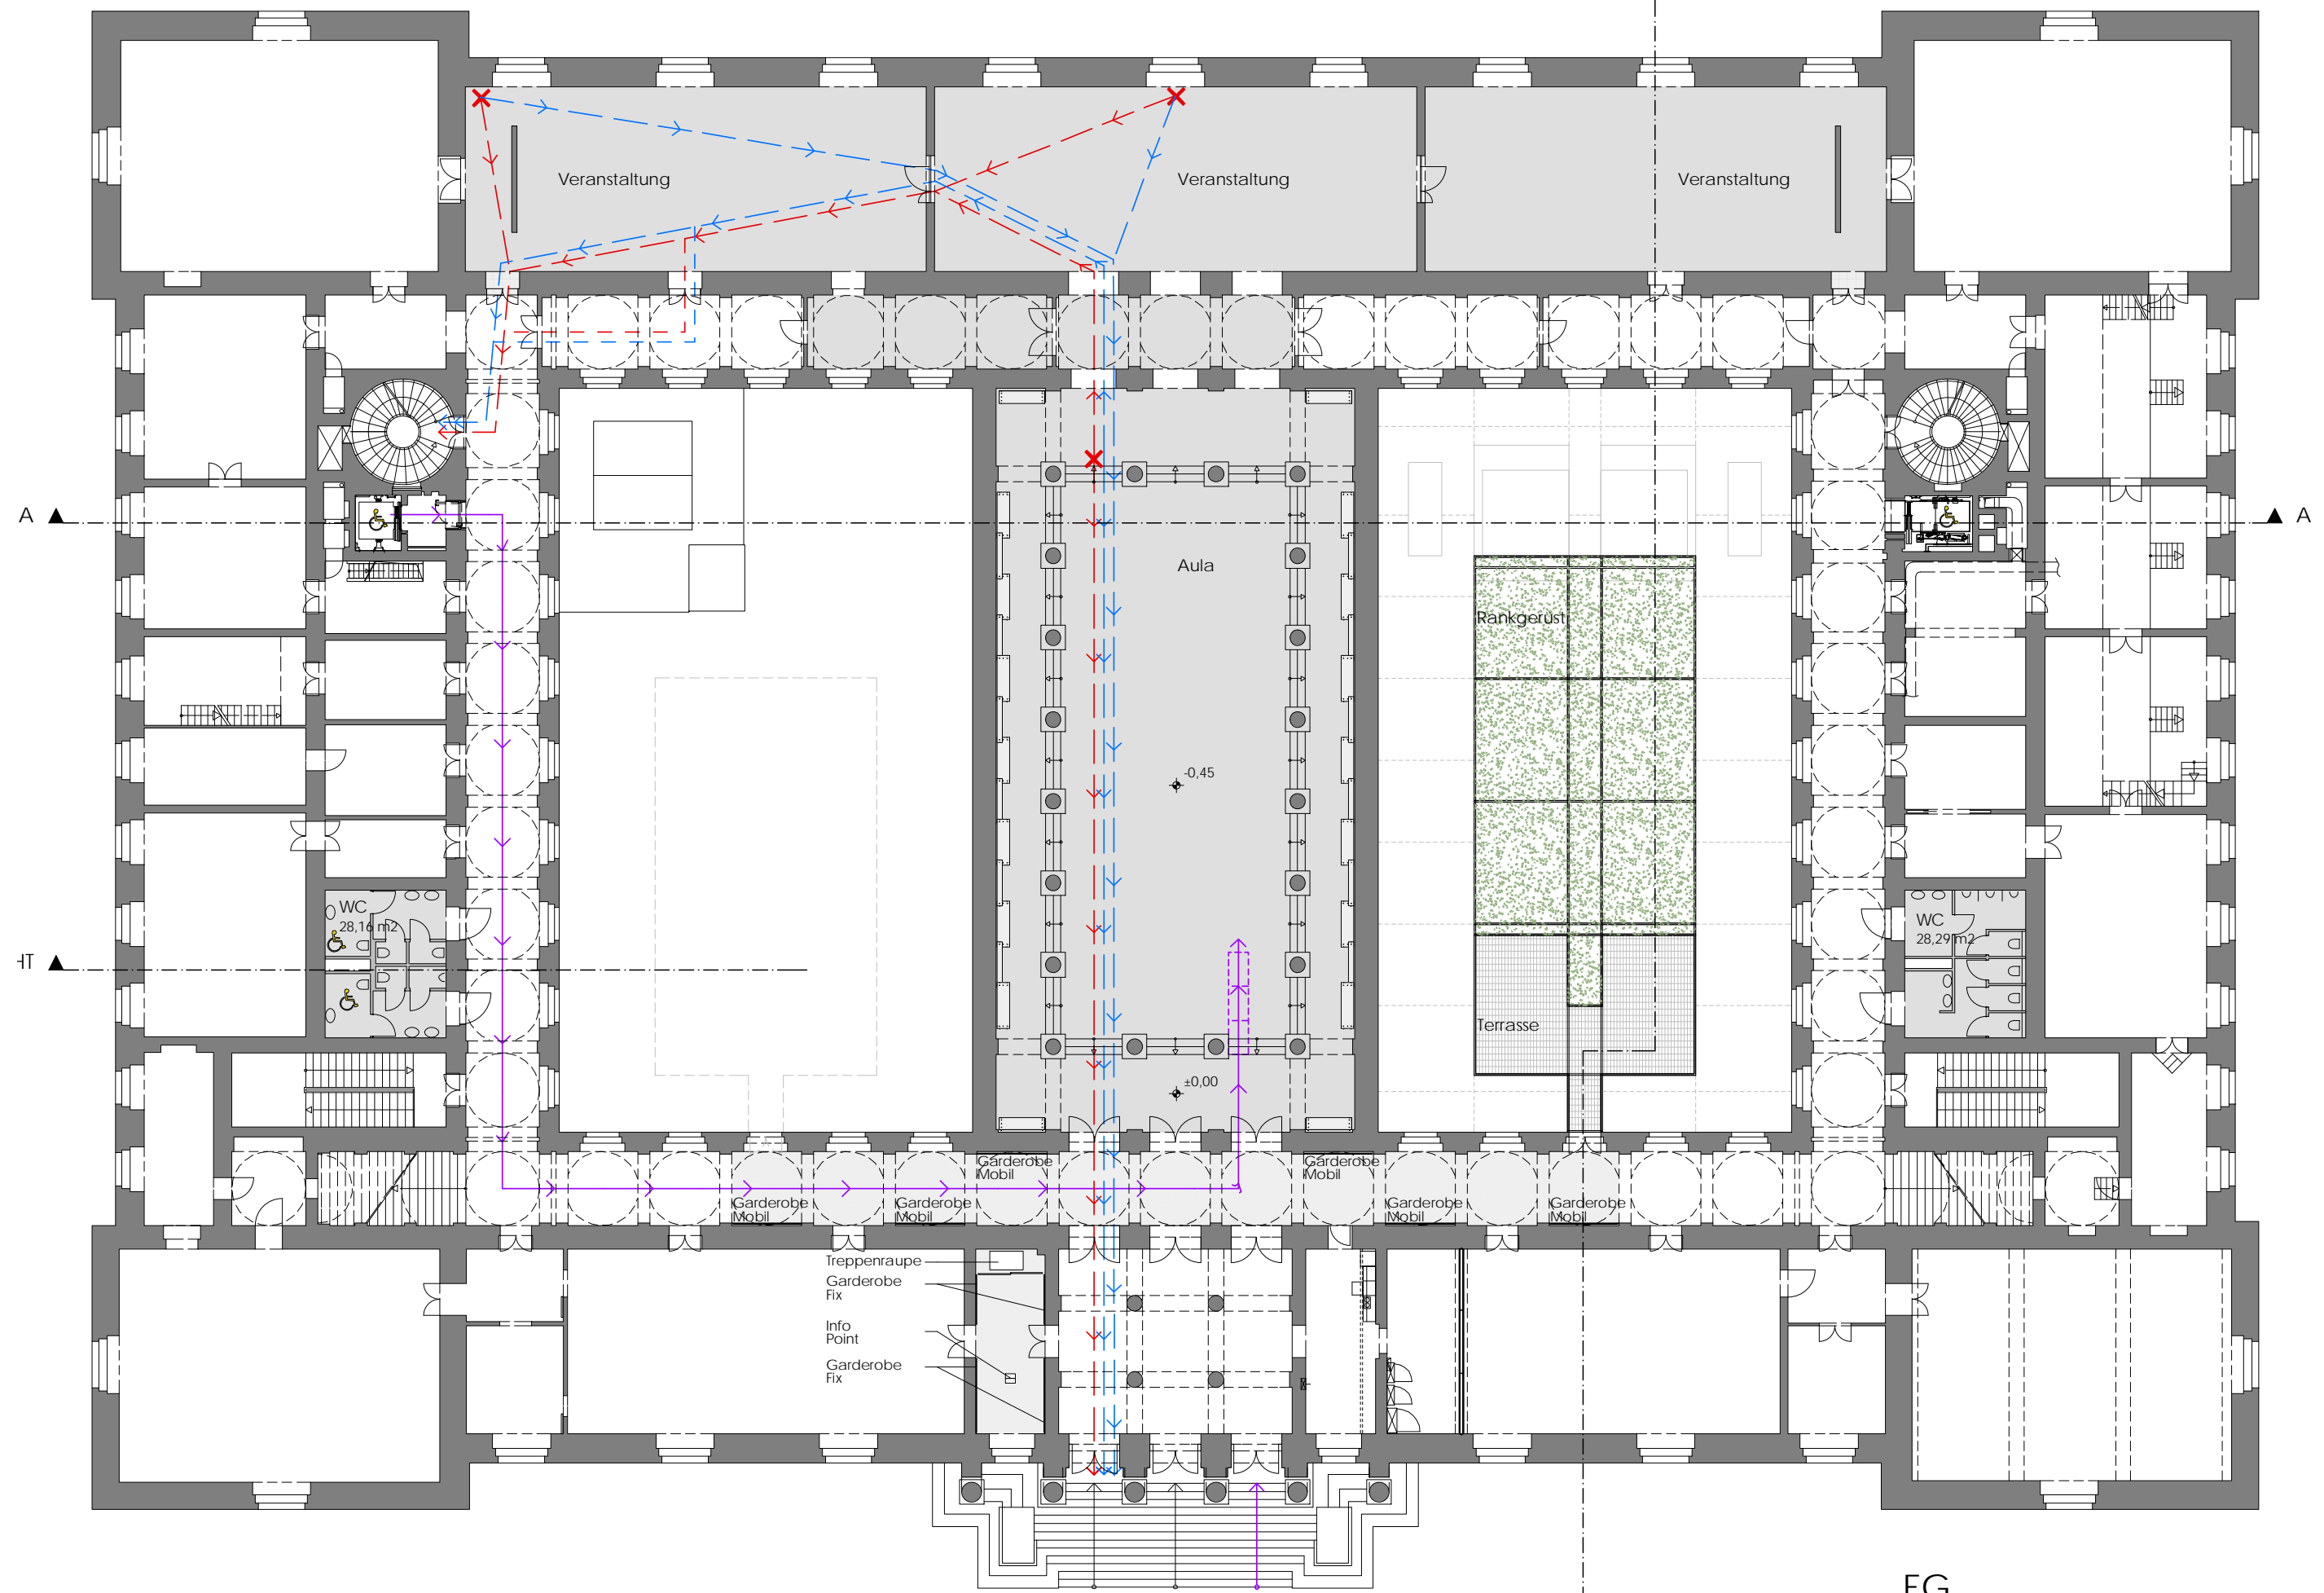 Veranstaltung
Veranstaltung
Veranstaltung
A
A
Aula
Rankgerüst
-0,45
WC
28,16 m2
WC
28,29 m2
HT
Terrasse
±0,00
Garderobe
Mobil
Garderobe
Mobil
Garderobe
Mobil
Garderobe
Mobil
Garderobe
Mobil
Garderobe
Mobil
Treppenraupe
Garderobe
Fix
Info
Point
Garderobe
Fix
EG